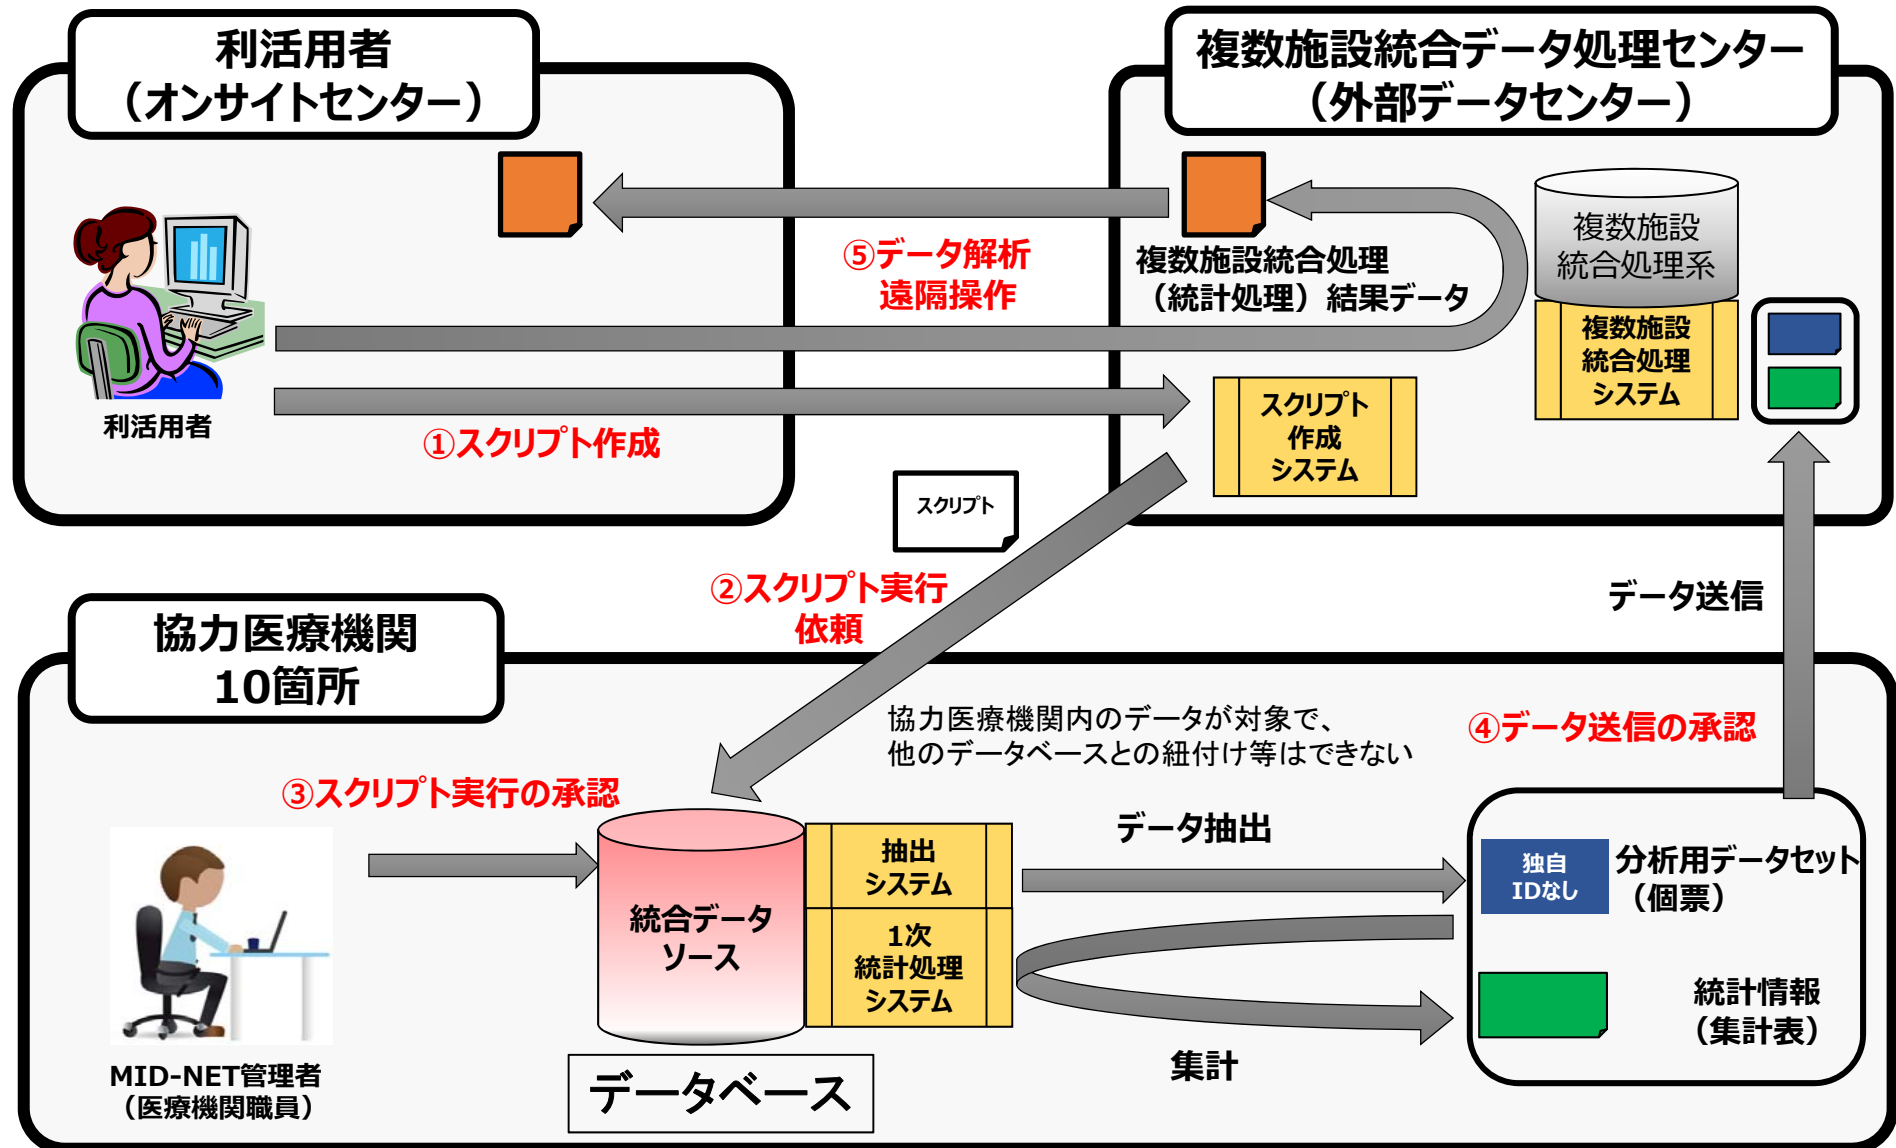 利活用者
（オンサイトセンター）
複数施設統合データ処理センター
（外部データセンター）
⑤データ解析
遠隔操作
複数施設統合処理
（統計処理）結果データ
複数施設
統合処理系
複数施設
統合処理
システム
利活用者
①スクリプト作成
スクリプト
作成
システム
スクリプト
②スクリプト実行
依頼
データ送信
協力医療機関
10箇所
協力医療機関内のデータが対象で、
他のデータベースとの紐付け等はできない
④データ送信の承認
③スクリプト実行の承認
データ抽出
抽出
システム
統合データ
ソース
1次
統計処理
システム
独自
IDなし
分析用データセット
（個票）
統計情報
（集計表）
集計
MID-NET管理者
（医療機関職員）
データベース